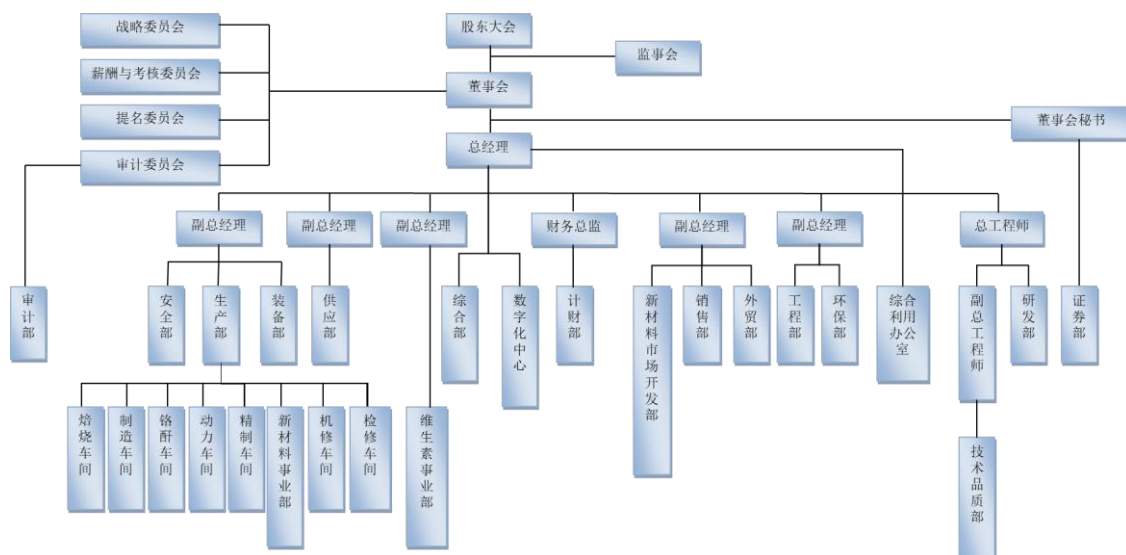 战略委员会
股东大会
监事会
薪酬与考核委员会
董事会
提名委员会
董事会秘书
总经理
审计委员会
副总经理
副总经理
副总经理
财务总监
副总经理
副总经理
总工程师
审计部
安全部
生产部
装备部
供应部
综合部
数字化中心
计财部
新材料市场开发部
销售部
外贸部
工程部
环保部
综合
利用
办公
室
副总工程师
研发部
证券部
焙烧车间
制造车间
铬酐车间
动力车间
精制车间
新材料事业部
机修车间
检修车间
维生素事业部
技术品质部